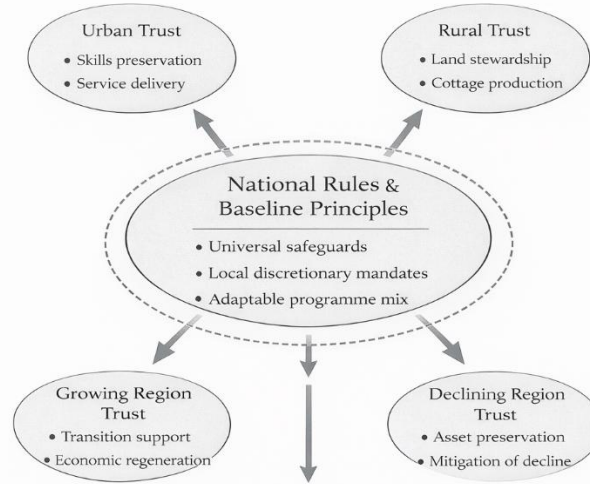 Urban Trust
• Skills preservation
• Service delivery
Rural Trust
• Land stewardship
• Cottage production
National Rules &
Baseline Principles
• Universal safeguards
• Local discretionary mandates
• Adaptable programme mix
Growing Region
Trust
• Transition support
• Economic regeneration
Declining Region
Trust
• Asset preservation
• Mitigation of decline